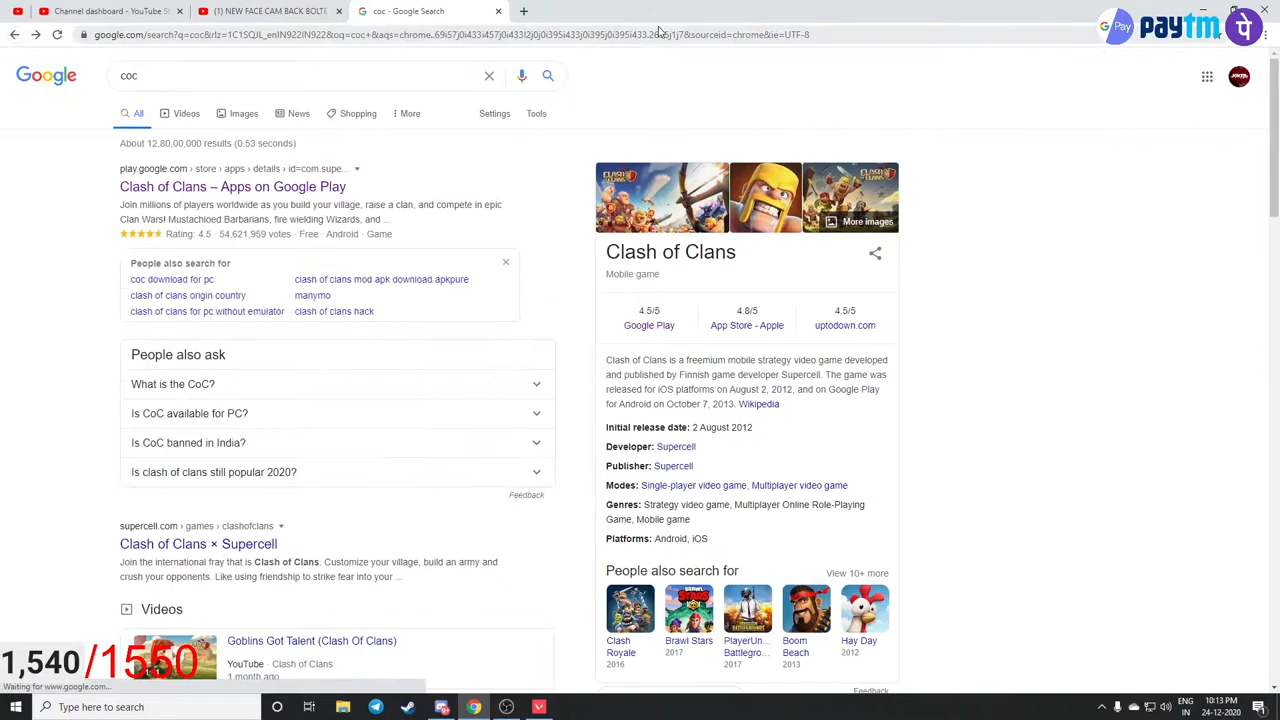 Channel dashboard - YouTube S
(1) NEW FACE CAM BACK BOLTE
coc - Google Search
G Pay
paytm
पे
Google
coc
All
Videos
Images
News
Shopping
More
Settings
Tools
About 12,80,00,000 results (0.53 seconds)
play.google.com › store › apps › details › id=com.supe...
Clash of Clans – Apps on Google Play
Join millions of players worldwide as you build your village, raise a clan, and compete in epic
Clan Wars! Mustachioed Barbarians, fire wielding Wizards, and ...
Rating: 4.5 · 54,621,959 votes · Free · Android · Game
People also search for
coc download for pc
clash of clans mod apk download apkpure
clash of clans origin country
manymo
clash of clans for pc without emulator
clash of clans hack
People also ask
What is the CoC?
Is CoC available for PC?
Is CoC banned in India?
Is clash of clans still popular 2020?
Feedback
supercell.com › games › clashofclans
Clash of Clans × Supercell
Join the international fray that is Clash of Clans. Customize your village, build an army and
crush your opponents. Like using friendship to strike fear into your ...
Videos
Goblins Got Talent (Clash Of Clans)
YouTube · Clash of Clans
1 month ago
1,540/1550
Waiting for www.google.com...
CLASH OF CLANS
CLASH OF CLANS
More images
Clash of Clans
Mobile game
4.5/5
Google Play
4.8/5
App Store - Apple
4.5/5
uptodown.com
Clash of Clans is a freemium mobile strategy video game developed
and published by Finnish game developer Supercell. The game was
released for iOS platforms on August 2, 2012, and on Google Play
for Android on October 7, 2013. Wikipedia
Initial release date: 2 August 2012
Developer: Supercell
Publisher: Supercell
Modes: Single-player video game, Multiplayer video game
Genres: Strategy video game, Multiplayer Online Role-Playing
Game, Mobile game
Platforms: Android, iOS
People also search for
View 10+ more
BRAWL STARS
Clash
Royale
2016
Brawl Stars
2017
PlayerUn...
Battlegro...
2017
Boom
Beach
2013
Hay Day
2012
Feedback
Type here to search
ENG
IN
10:13 PM
24-12-2020